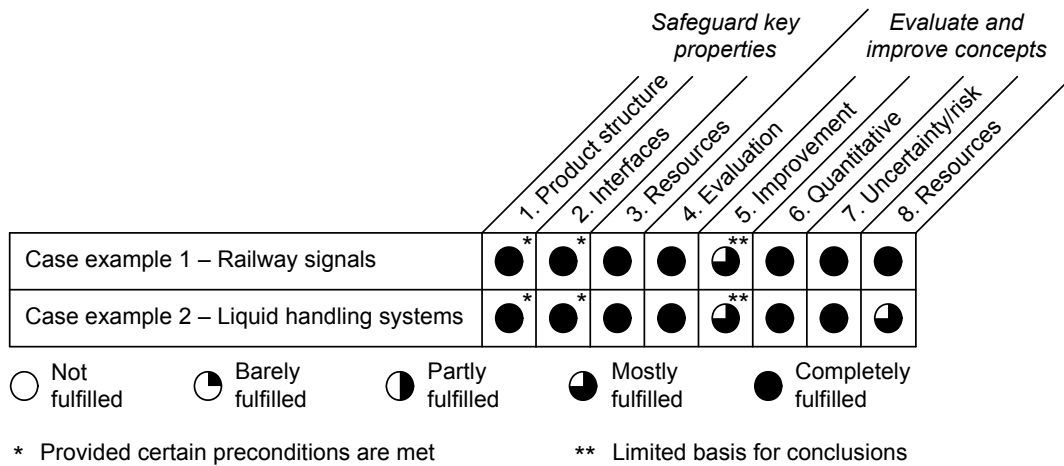 Safeguard key
properties
Evaluate and
improve concepts
1. Product structure
2. Interfaces
3. Resources
4. Evaluation
5. Improvement
6. Quantitative
7. Uncertainty/risk
8. Resources
Case example 1 – Railway signals * * **
Case example 2 – Liquid handling systems * * **
Not
fulfilled
Barely
fulfilled
Partly
fulfilled
Mostly
fulfilled
Completely
fulfilled
* Provided certain preconditions are met
** Limited basis for conclusions